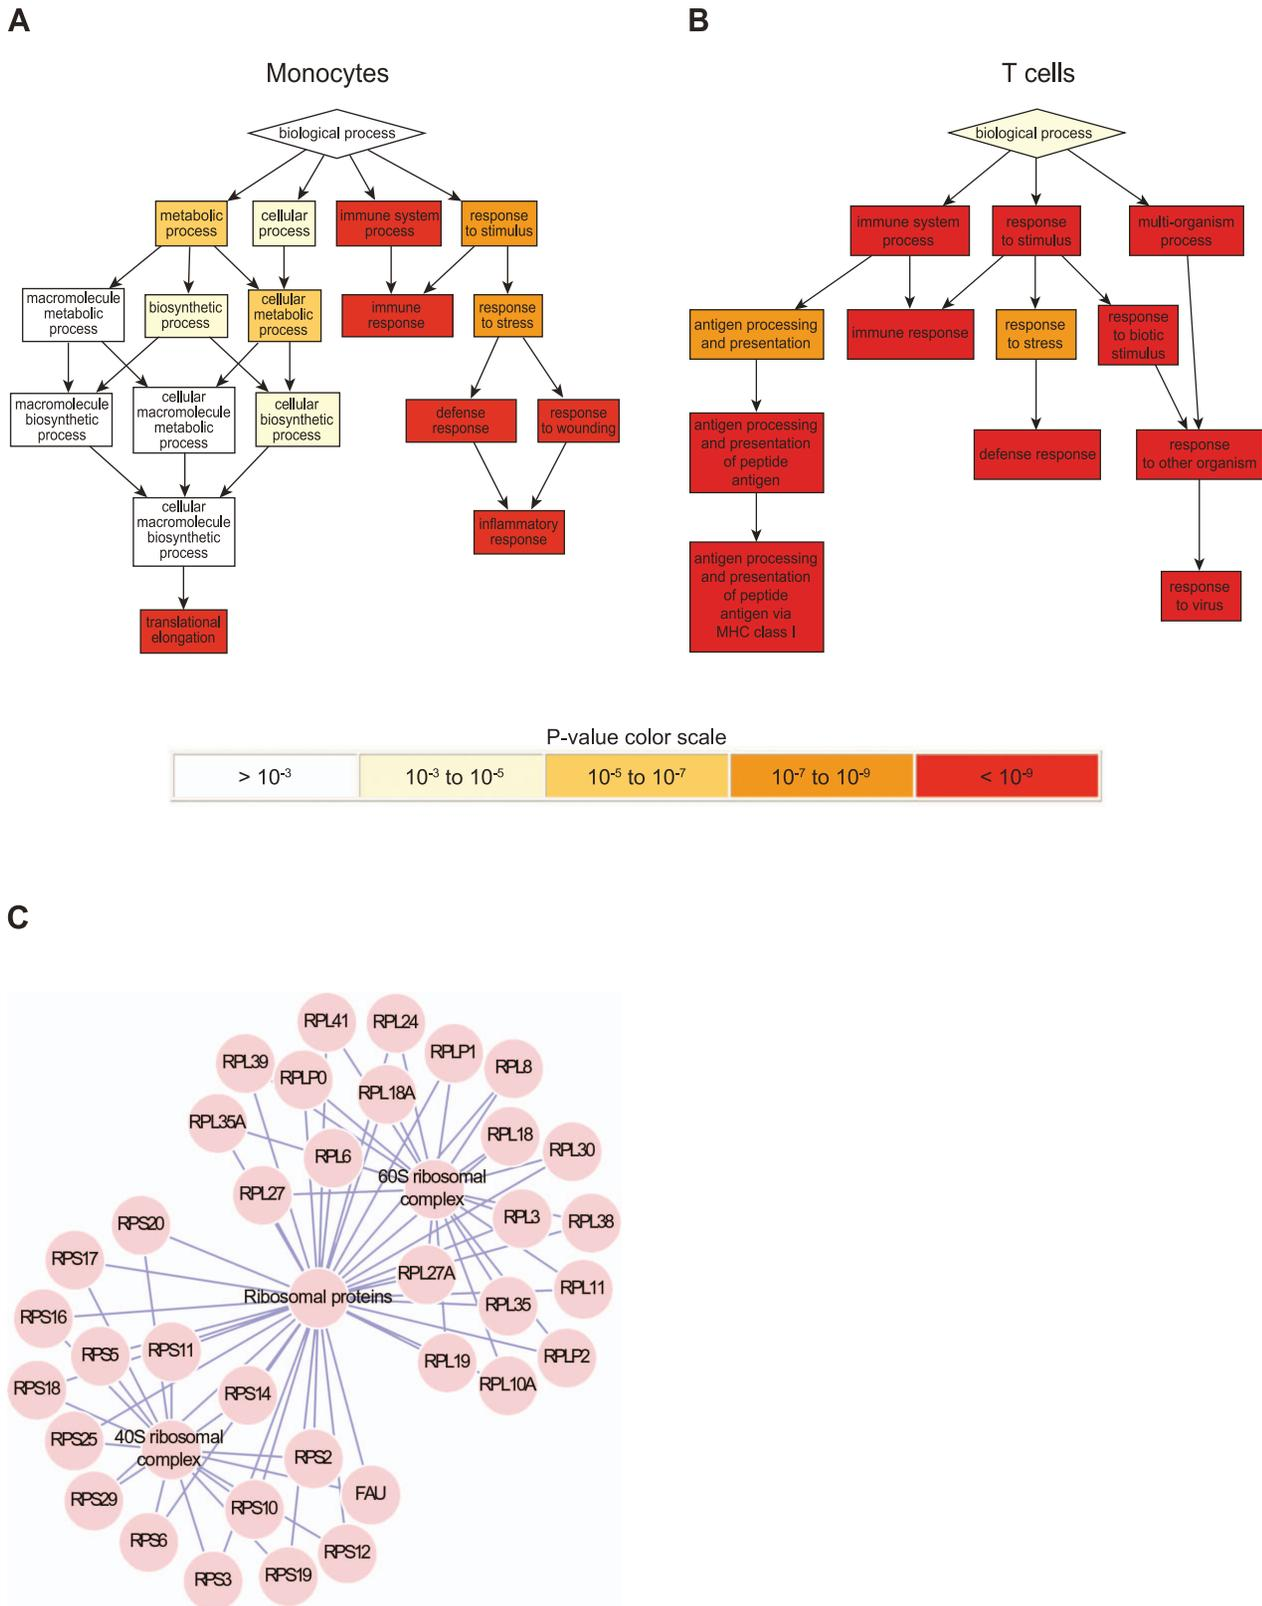 A
B
Monocytes
T cells
biological process
metabolic
process
cellular
process
immune system
process
response
to stimulus
macromolecule
metabolic
process
biosynthetic
process
cellular
metabolic
process
immune
response
response
to stress
macromolecule
biosynthetic
process
cellular
macromolecule
metabolic
process
cellular
biosynthetic
process
defense
response
response
to wounding
cellular
macromolecule
biosynthetic
process
inflammatory
response
translational
elongation
biological process
immune system
process
response
to stimulus
multi-organism
process
antigen processing
and presentation
immune response
response
to stress
response
to biotic
stimulus
antigen processing
and presentation
of peptide
antigen
defense response
response
to other organism
antigen processing
and presentation
of peptide
antigen via
MHC class I
response
to virus
P-value color scale
> 10-3
10-3 to 10-5
10-5 to 10-7
10-7 to 10-9
< 10-9
C
RPL41
RPL24
RPLP1
RPL39
RPLP0
RPL8
RPL18A
RPL35A
RPL18
RPL30
RPL6
60S ribosomal
complex
RPL27
RPL3
RPL38
RPS20
RPS17
RPL27A
RPL11
Ribosomal proteins
RPL35
RPS16
RPS5
RPS11
RPL19
RPLP2
RPL10A
RPS18
RPS14
RPS25
40S ribosomal
complex
RPS2
RPS29
FAU
RPS10
RPS6
RPS12
RPS3
RPS19